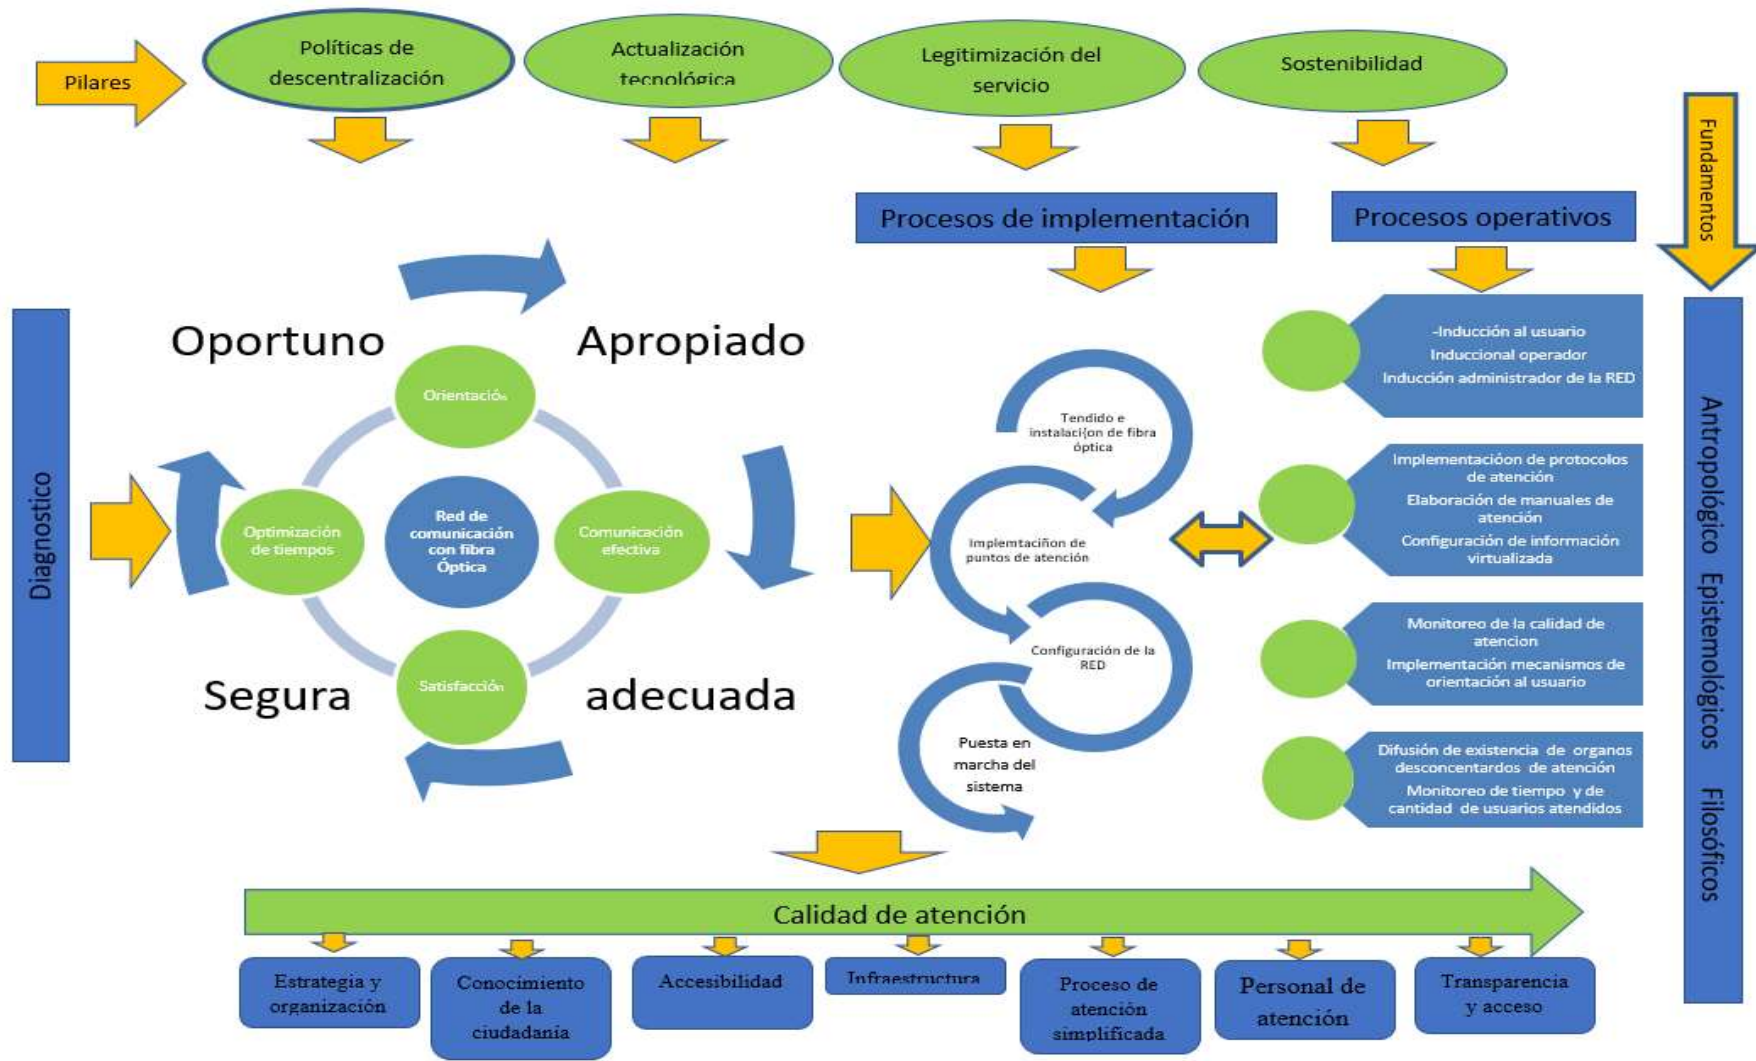 Pilares
Políticas de
descentralización
Actualización
tecnológica
Legitimización del
servicio
Sostenibilidad
Fundamentos
Procesos de implementación
Procesos operativos
Diagnostico
Oportuno
Apropiado
Segura
adecuada
Orientación
Optimización
de tiempos
Red de
comunicación
con fibra
Óptica
Comunicación
efectiva
Satisfacción
Tendido e
instalaci{on de fibra
óptica
Implemtaciñon de
puntos de atención
Configuración de la
RED
Puesta en
marcha del
sistema
-Inducción al usuario
Induccional operador
Inducción administrador de la RED
Implementacióon de protocolos
de atención
Elaboración de manuales de
atención
Configuración de información
virtualizada
Monitoreo de la calidad de
atencion
Implementación mecanismos de
orientación al usuario
Difusión de existencia de organos
desconcentardos de atención
Monitoreo de tiempo y de
cantidad de usuarios atendidos
Antropológico Epistemológicos Filosóficos
Calidad de atención
Estrategia y
organización
Conocimiento
de la
ciudadanía
Accesibilidad
Infraestructura
Proceso de
atención
simplificada
Personal de
atención
Transparencia
y acceso